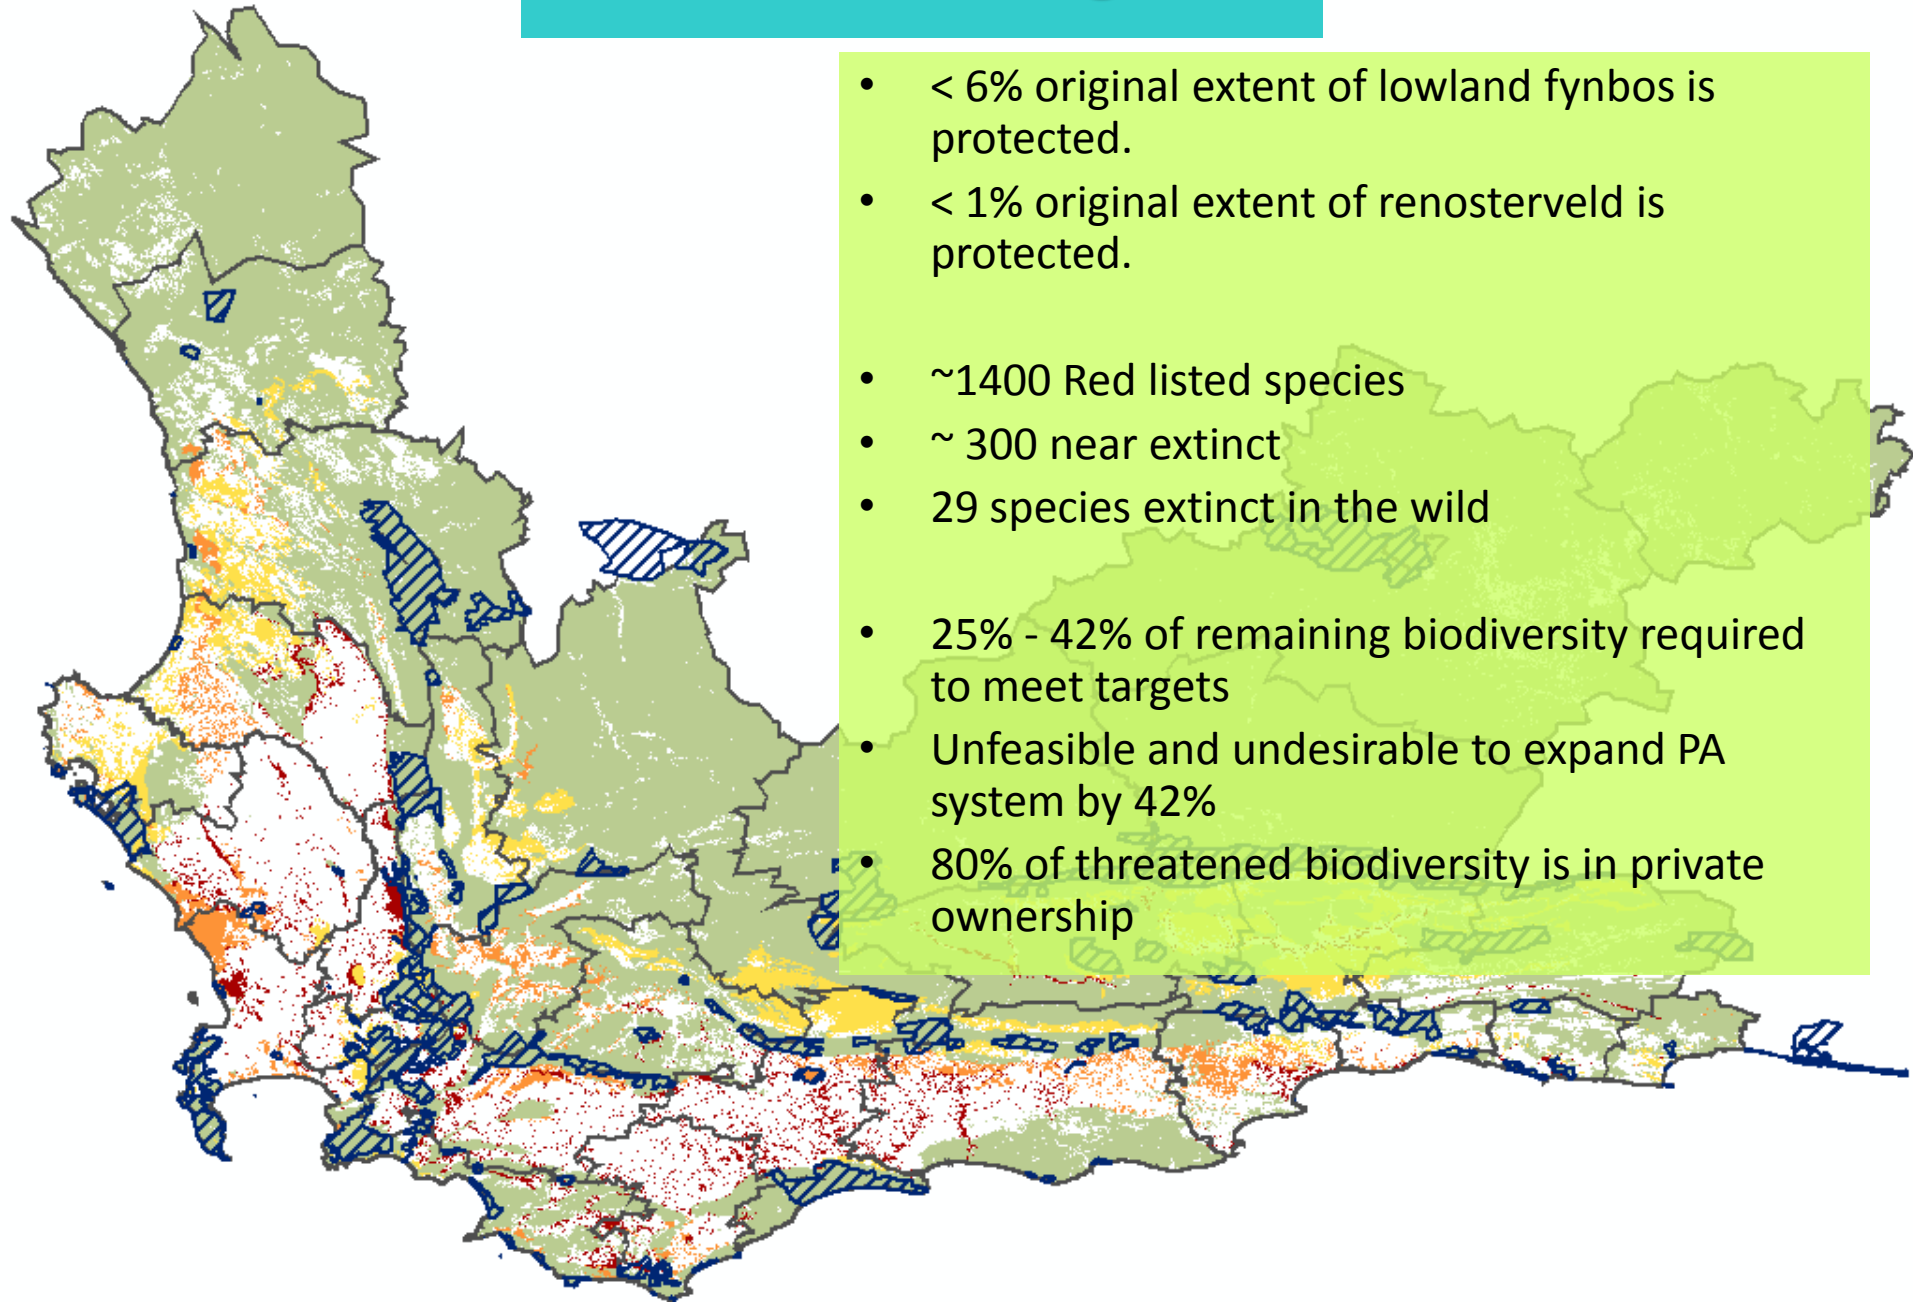 • < 6% original extent of lowland fynbos is
protected.
• < 1% original extent of renosterveld is
protected.
• ~1400 Red listed species
• ~ 300 near extinct
• 29 species extinct in the wild
• 25% - 42% of remaining biodiversity required
to meet targets
• Unfeasible and undesirable to expand PA
system by 42%
• 80% of threatened biodiversity is in private
ownership